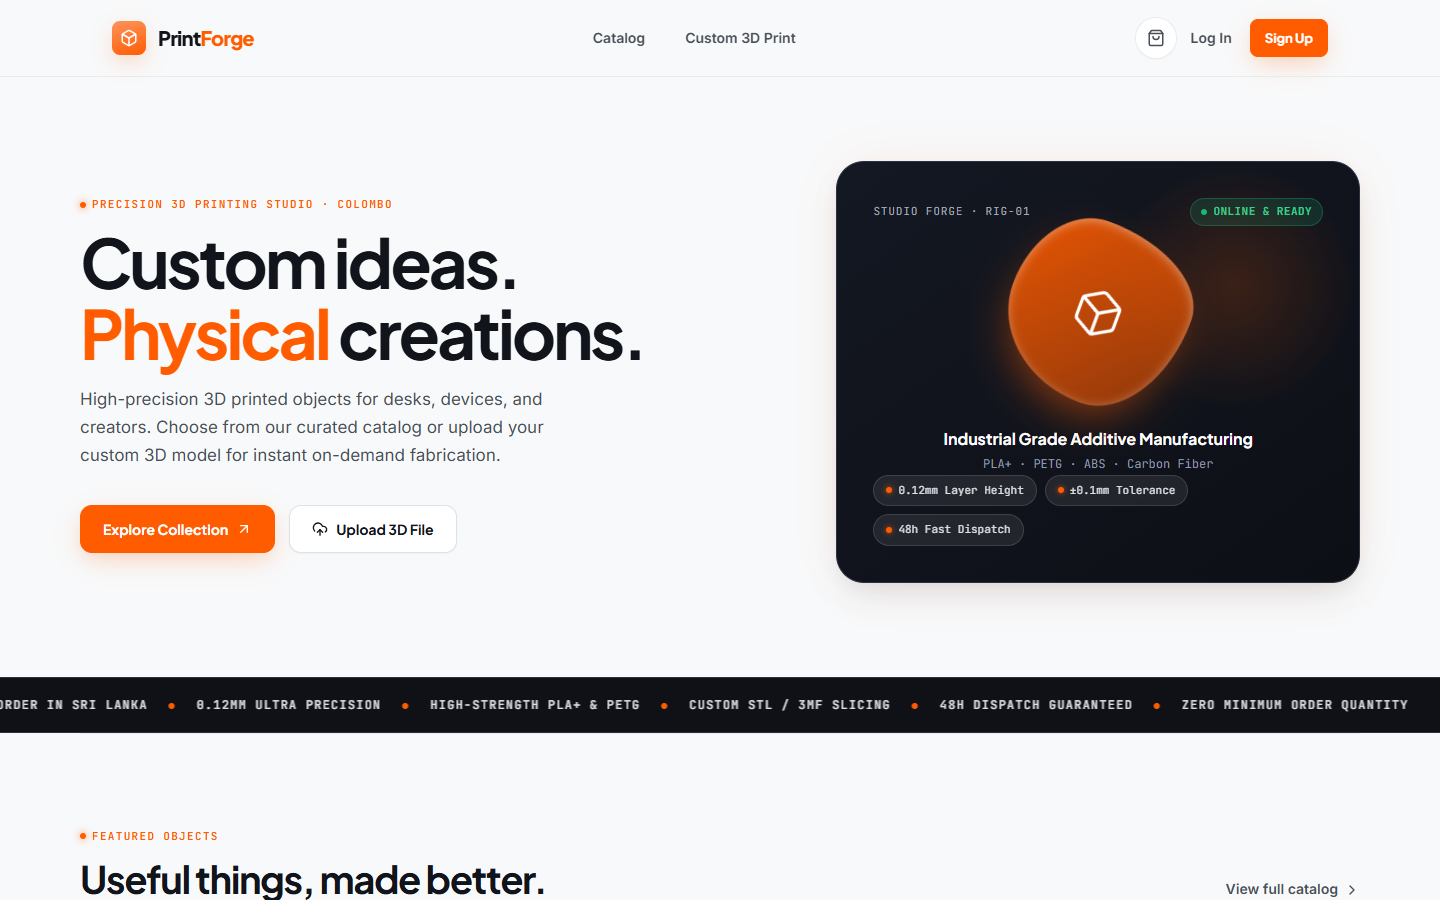 PrintForge
Catalog
Custom 3D Print
Log In
Sign Up
PRECISION 3D PRINTING STUDIO · COLOMBO
Custom ideas.
Physical creations.
High-precision 3D printed objects for desks, devices, and
creators. Choose from our curated catalog or upload your
custom 3D model for instant on-demand fabrication.
Explore Collection
Upload 3D File
STUDIO FORGE · RIG-01
ONLINE & READY
Industrial Grade Additive Manufacturing
PLA+ · PETG · ABS · Carbon Fiber
0.12mm Layer Height
±0.1mm Tolerance
48h Fast Dispatch
ORDER IN SRI LANKA ● 0.12MM ULTRA PRECISION ● HIGH-STRENGTH PLA+ & PETG ● CUSTOM STL / 3MF SLICING ● 48H DISPATCH GUARANTEED ● ZERO MINIMUM ORDER QUANTITY
FEATURED OBJECTS
Useful things, made better.
View full catalog